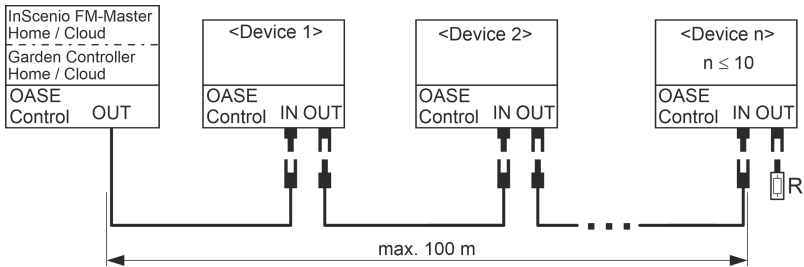 InScenio FM-Master
Home / Cloud
Garden Controller
Home / Cloud
OASE
Control OUT
<Device 1>
OASE
Control IN OUT
<Device 2>
OASE
Control IN OUT
<Device n>
n ≤ 10
OASE
Control IN OUT
R
max. 100 m